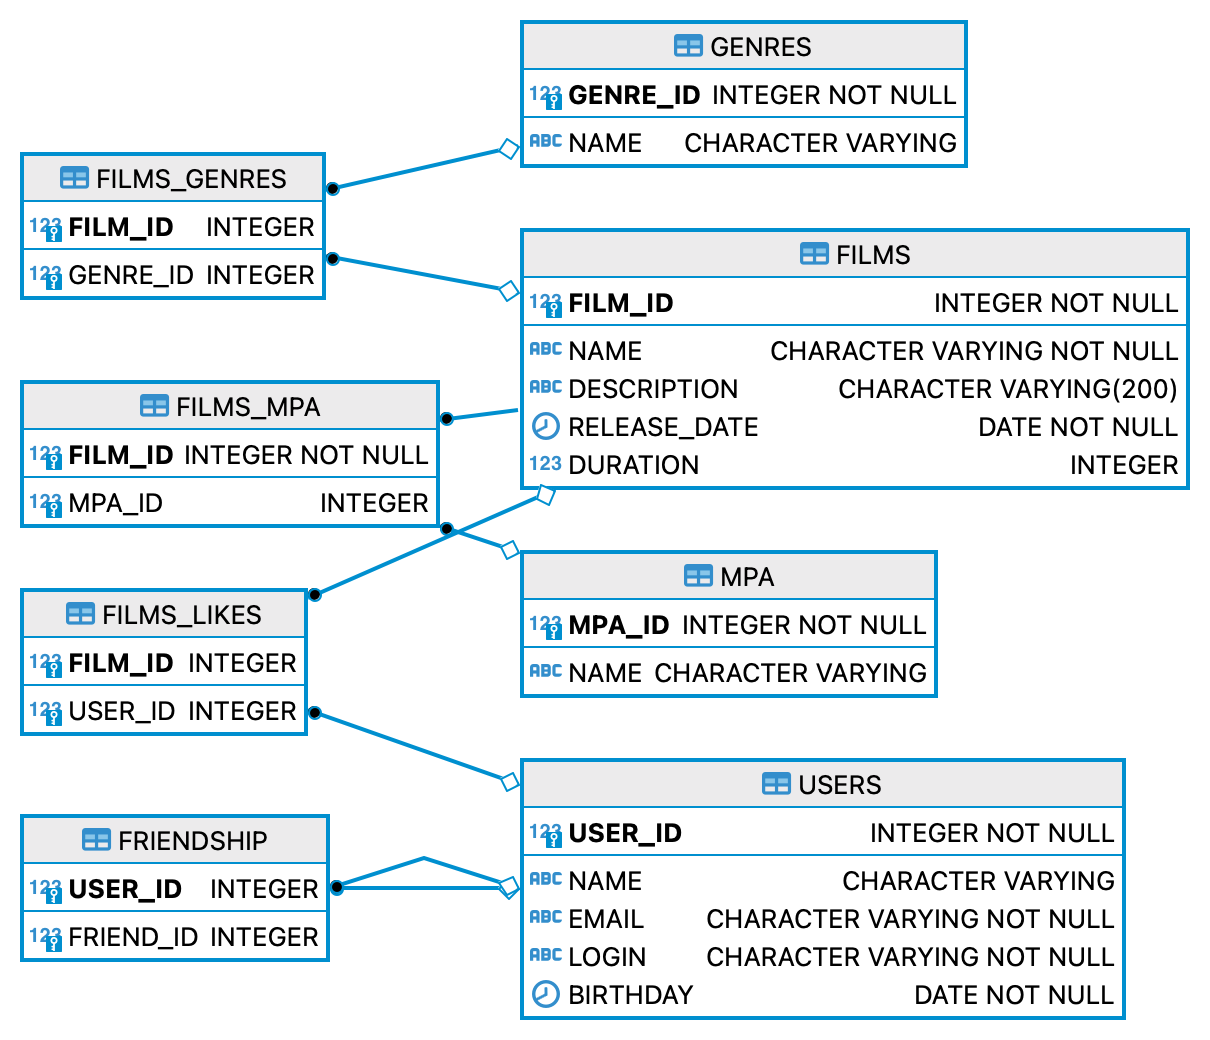 GENRES
123 GENRE_ID INTEGER NOT NULL
ABC NAME CHARACTER VARYING
FILMS_GENRES
123 FILM_ID INTEGER
123 GENRE_ID INTEGER
FILMS
123 FILM_ID INTEGER NOT NULL
ABC NAME CHARACTER VARYING NOT NULL
ABC DESCRIPTION CHARACTER VARYING(200)
RELEASE_DATE DATE NOT NULL
123 DURATION INTEGER
FILMS_MPA
123 FILM_ID INTEGER NOT NULL
123 MPA_ID INTEGER
MPA
123 MPA_ID INTEGER NOT NULL
ABC NAME CHARACTER VARYING
FILMS_LIKES
123 FILM_ID INTEGER
123 USER_ID INTEGER
USERS
123 USER_ID INTEGER NOT NULL
ABC NAME CHARACTER VARYING
ABC EMAIL CHARACTER VARYING NOT NULL
ABC LOGIN CHARACTER VARYING NOT NULL
BIRTHDAY DATE NOT NULL
FRIENDSHIP
123 USER_ID INTEGER
123 FRIEND_ID INTEGER